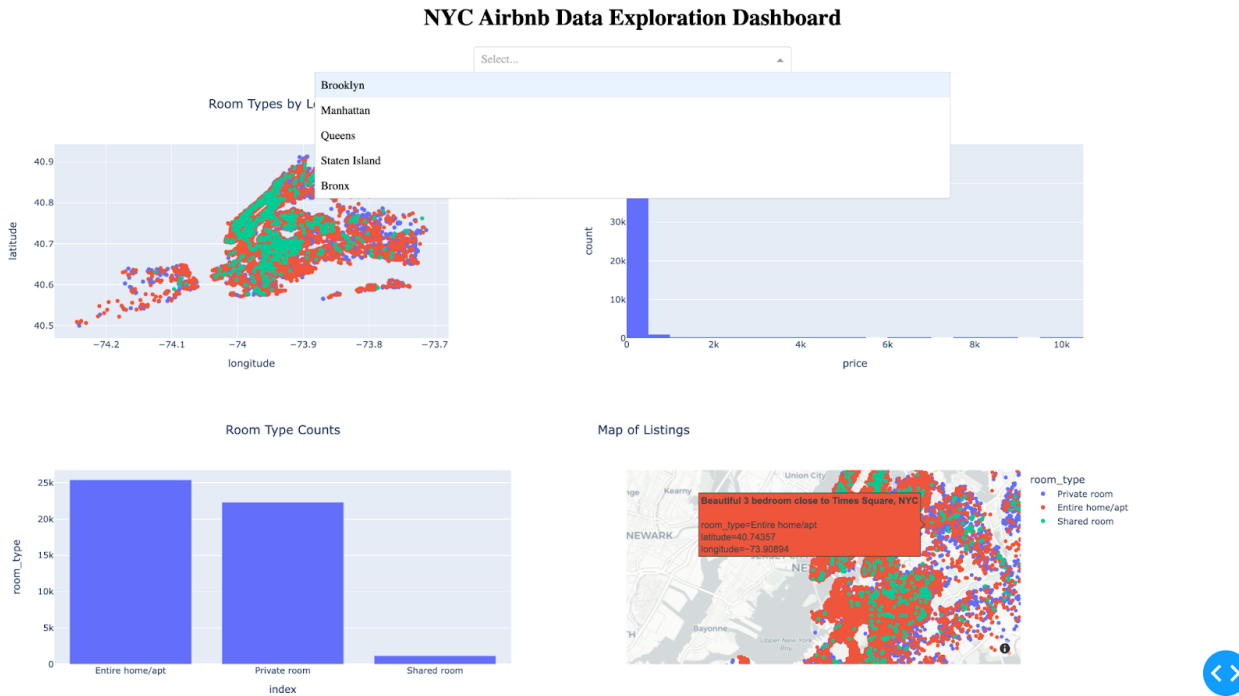 NYC Airbnb Data Exploration Dashboard
Select...
Brooklyn
Manhattan
Queens
Staten Island
Bronx
Room Types by L
40.9
40.8
40.7
40.6
40.5
latitude
−74.2 −74.1 −74 −73.9 −73.8 −73.7
longitude
30k
20k
10k
0
count
0 2k 4k 6k 8k 10k
price
Room Type Counts
25k
20k
15k
10k
5k
0
room_type
Entire home/apt Private room Shared room
index
Map of Listings
Union City
Kearny
NEWARK
Beautiful 3 bedroom close to Times Square, NYC
room_type=Entire home/apt
latitude=40.74357
longitude=−73.90894
Bayonne
Upper New York
Bay
room_type
Private room
Entire home/apt
Shared room